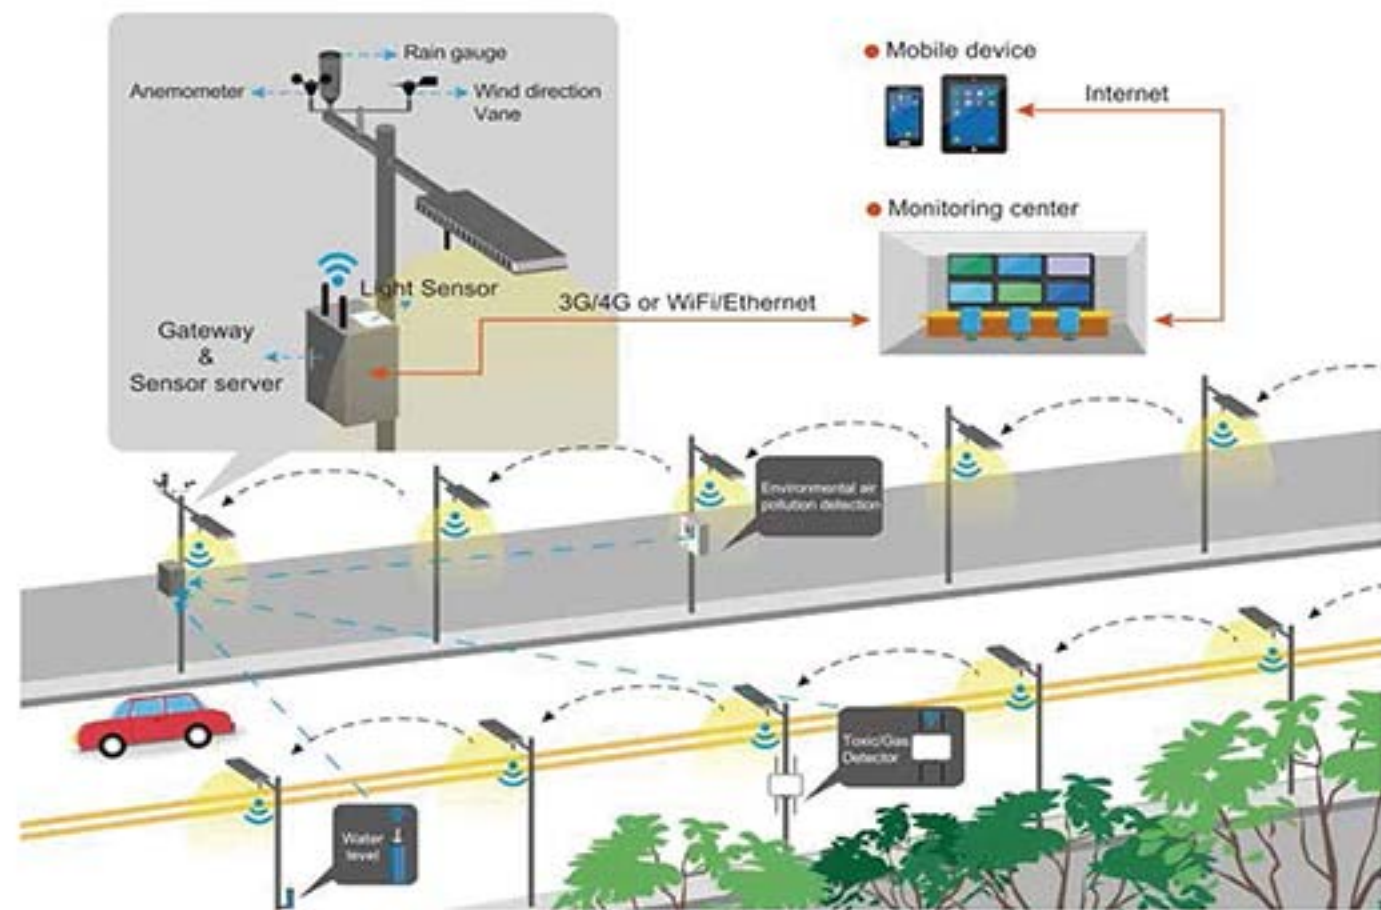 Rain gauge
Anemometer
Wind direction
Vane
Light Sensor
Gateway
&
Sensor server
3G/4G or WiFi/Ethernet
Mobile device
Internet
Monitoring center
Environmental air
pollution detection
Toxic/Gas
Detector
Water
level